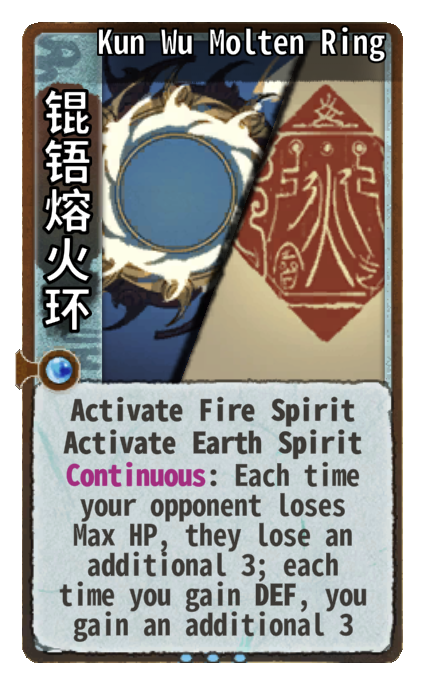 Kun Wu Molten Ring
锟铻熔火环
Activate Fire Spirit
Activate Earth Spirit
Continuous: Each time
your opponent loses
Max HP, they lose an
additional 3; each
time you gain DEF, you
gain an additional 3